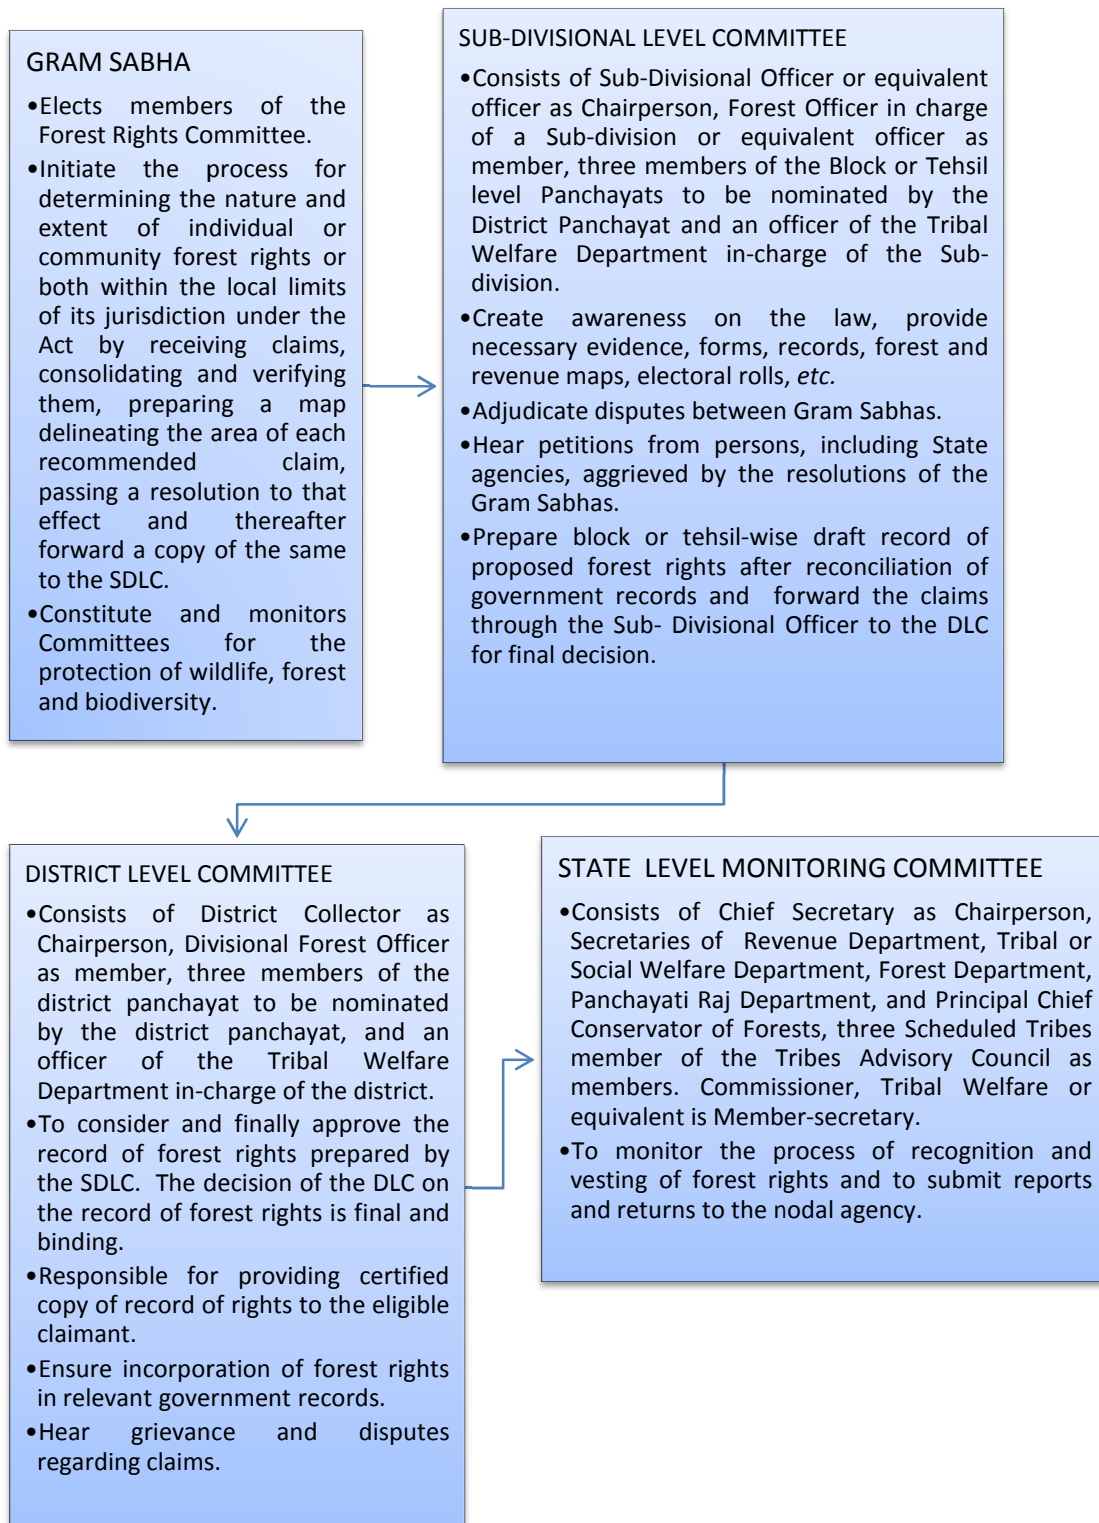 GRAM SABHA
•Elects members of the
Forest Rights Committee.
•Initiate the process for
determining the nature and
extent of individual or
community forest rights or
both within the local limits
of its jurisdiction under the
Act by receiving claims,
consolidating and verifying
them, preparing a map
delineating the area of each
recommended claim,
passing a resolution to that
effect and thereafter
forward a copy of the same
to the SDLC.
•Constitute and monitors
Committees for the
protection of wildlife, forest
and biodiversity.
SUB-DIVISIONAL LEVEL COMMITTEE
•Consists of Sub-Divisional Officer or equivalent
officer as Chairperson, Forest Officer in charge
of a Sub-division or equivalent officer as
member, three members of the Block or Tehsil
level Panchayats to be nominated by the
District Panchayat and an officer of the Tribal
Welfare Department in-charge of the Sub-
division.
•Create awareness on the law, provide
necessary evidence, forms, records, forest and
revenue maps, electoral rolls, etc.
•Adjudicate disputes between Gram Sabhas.
•Hear petitions from persons, including State
agencies, aggrieved by the resolutions of the
Gram Sabhas.
•Prepare block or tehsil-wise draft record of
proposed forest rights after reconciliation of
government records and forward the claims
through the Sub- Divisional Officer to the DLC
for final decision.
DISTRICT LEVEL COMMITTEE
•Consists of District Collector as
Chairperson, Divisional Forest Officer
as member, three members of the
district panchayat to be nominated
by the district panchayat, and an
officer of the Tribal Welfare
Department in-charge of the district.
•To consider and finally approve the
record of forest rights prepared by
the SDLC. The decision of the DLC on
the record of forest rights is final and
binding.
•Responsible for providing certified
copy of record of rights to the eligible
claimant.
•Ensure incorporation of forest rights
in relevant government records.
•Hear grievance and disputes
regarding claims.
STATE LEVEL MONITORING COMMITTEE
•Consists of Chief Secretary as Chairperson,
Secretaries of Revenue Department, Tribal or
Social Welfare Department, Forest Department,
Panchayati Raj Department, and Principal Chief
Conservator of Forests, three Scheduled Tribes
member of the Tribes Advisory Council as
members. Commissioner, Tribal Welfare or
equivalent is Member-secretary.
•To monitor the process of recognition and
vesting of forest rights and to submit reports
and returns to the nodal agency.